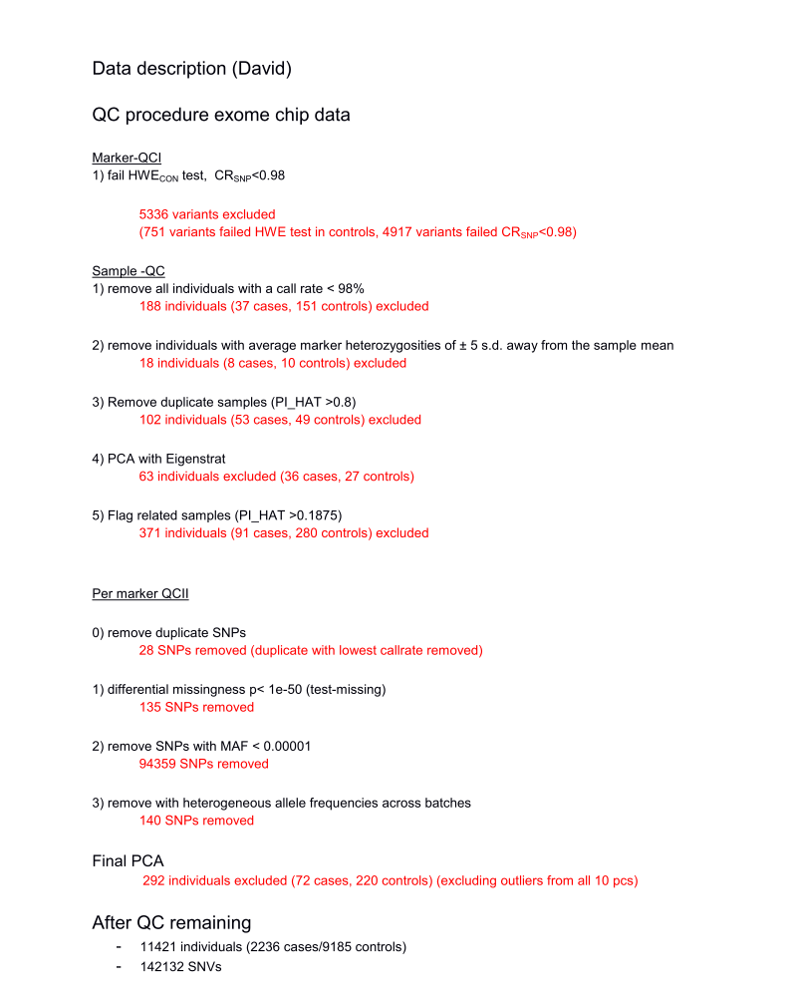 Data description (David)
QC procedure exome chip data
Marker-QCI
1) fail HWECON test, CRSNP<0.98
5336 variants excluded
(751 variants failed HWE test in controls, 4917 variants failed CRSNP<0.98)
Sample -QC
1) remove all individuals with a call rate < 98%
188 individuals (37 cases, 151 controls) excluded
2) remove individuals with average marker heterozygosities of ± 5 s.d. away from the sample mean
18 individuals (8 cases, 10 controls) excluded
3) Remove duplicate samples (PI_HAT >0.8)
102 individuals (53 cases, 49 controls) excluded
4) PCA with Eigenstrat
63 individuals excluded (36 cases, 27 controls)
5) Flag related samples (PI_HAT >0.1875)
371 individuals (91 cases, 280 controls) excluded
Per marker QCII
0) remove duplicate SNPs
28 SNPs removed (duplicate with lowest callrate removed)
1) differential missingness p< 1e-50 (test-missing)
135 SNPs removed
2) remove SNPs with MAF < 0.00001
94359 SNPs removed
3) remove with heterogeneous allele frequencies across batches
140 SNPs removed
Final PCA
292 individuals excluded (72 cases, 220 controls) (excluding outliers from all 10 pcs)
After QC remaining
- 11421 individuals (2236 cases/9185 controls)
- 142132 SNVs